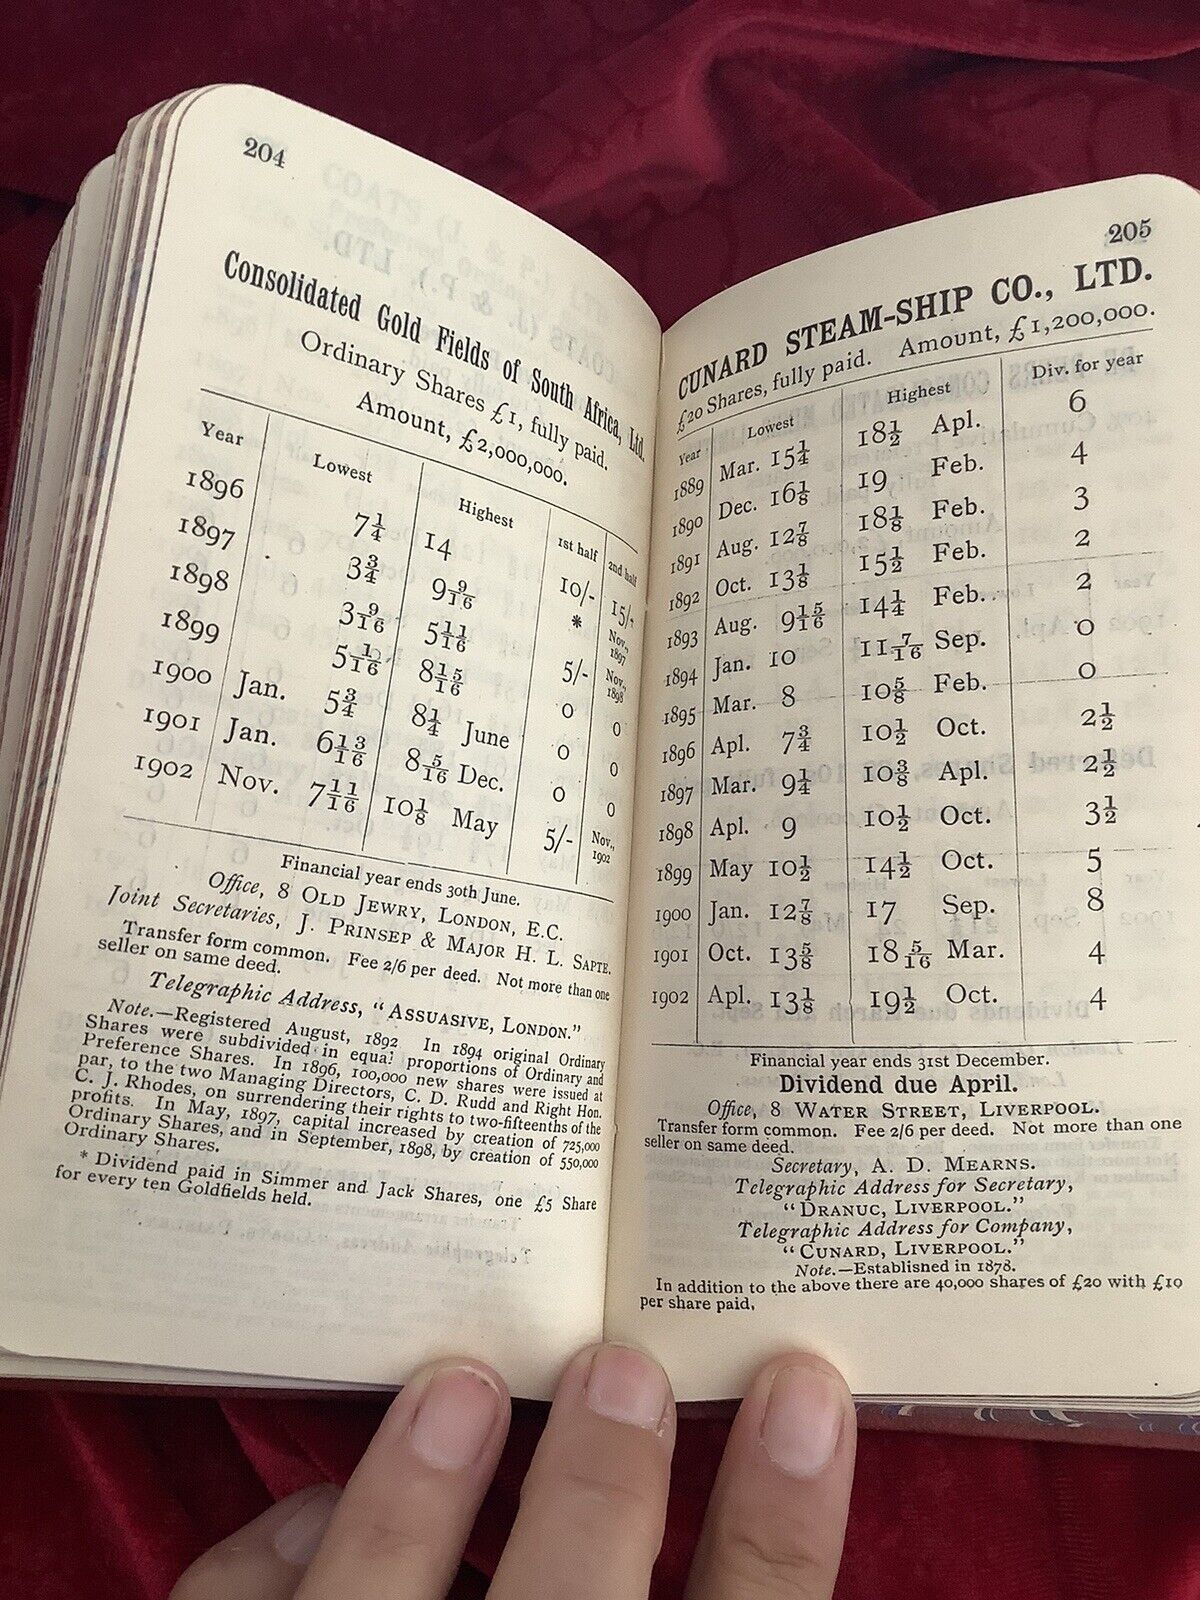 204
Consolidated Gold Fields of South Africa, Ltd.
Ordinary Shares £1, fully paid.
Amount, £2,000,000.
Year Lowest Highest 1st half 2nd half
1896 7¼ 14 10/- 15/-
1897 3¾ 9 9/16 * Nov., 1897
1898 3 9/16 5 11/16 5/- Nov., 1898
1899 5 1/16 8 15/16 0 0
1900 Jan. 5¾ 8¼ June 0 0
1901 Jan. 6 13/16 8 5/16 Dec. 0 0
1902 Nov. 7 11/16 10⅛ May 5/- Nov., 1902
Financial year ends 30th June.
Office, 8 OLD JEWRY, LONDON, E.C.
Joint Secretaries, J. PRINSEP & MAJOR H. L. SAPTE.
Transfer form common. Fee 2/6 per deed. Not more than one
seller on same deed.
Telegraphic Address, "ASSUASIVE, LONDON."
Note.—Registered August, 1892. In 1894 original Ordinary
Shares were subdivided in equal proportions of Ordinary and
Preference Shares. In 1896, 100,000 new shares were issued at
par, to the two Managing Directors, C. D. Rudd and Right Hon.
C. J. Rhodes, on surrendering their rights to two-fifteenths of the
profits. In May, 1897, capital increased by creation of 725,000
Ordinary Shares, and in September, 1898, by creation of 550,000
Ordinary Shares.
* Dividend paid in Simmer and Jack Shares, one £5 Share
for every ten Goldfields held.
205
CUNARD STEAM-SHIP CO., LTD.
£20 Shares, fully paid. Amount, £1,200,000.
Year Lowest Highest Div. for year
1889 Mar. 15¼ 18½ Apl. 6
1890 Dec. 16⅛ 19 Feb. 4
1891 Aug. 12⅞ 18⅛ Feb. 3
1892 Oct. 13⅛ 15½ Feb. 2
1893 Aug. 9 15/16 14¼ Feb. 2
1894 Jan. 10 11 7/16 Sep. 0
1895 Mar. 8 10⅝ Feb. 0
1896 Apl. 7¾ 10½ Oct. 2½
1897 Mar. 9¼ 10⅜ Apl. 2½
1898 Apl. 9 10½ Oct. 3½
1899 May 10½ 14½ Oct. 5
1900 Jan. 12⅞ 17 Sep. 8
1901 Oct. 13⅝ 18 5/16 Mar. 4
1902 Apl. 13⅛ 19½ Oct. 4
Financial year ends 31st December.
Dividend due April.
Office, 8 WATER STREET, LIVERPOOL.
Transfer form common. Fee 2/6 per deed. Not more than one
seller on same deed.
Secretary, A. D. MEARNS.
Telegraphic Address for Secretary,
"DRANUC, LIVERPOOL."
Telegraphic Address for Company,
"CUNARD, LIVERPOOL."
Note.—Established in 1878.
In addition to the above there are 40,000 shares of £20 with £10
per share paid.